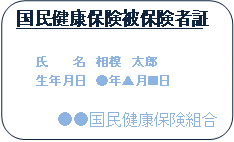 国民健康保険被保険者証
氏　　名　相模　太郎
生年月日　●年▲月■日
●●国民健康保険組合